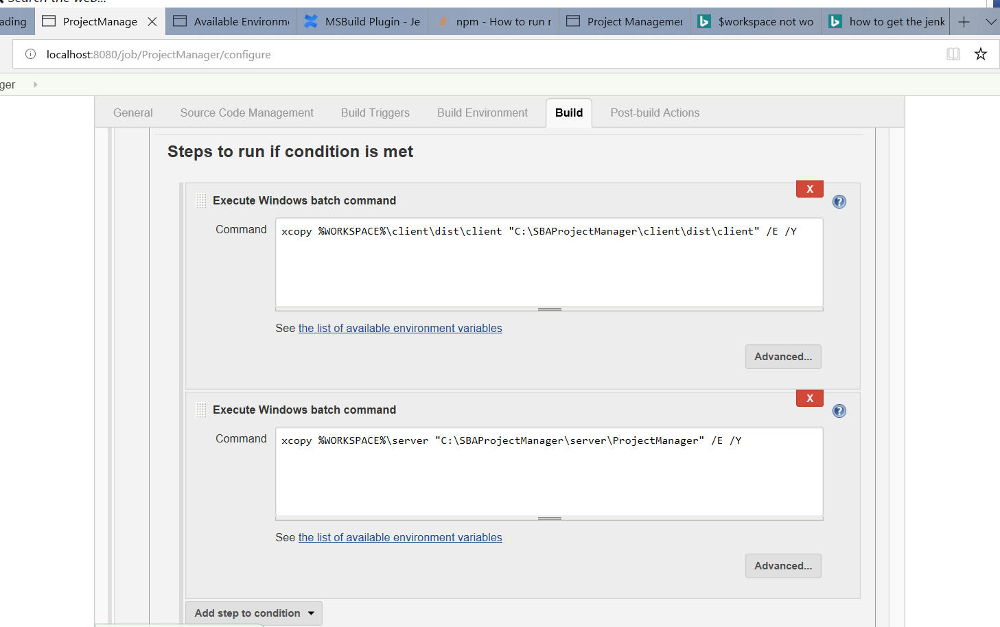 Search the web...
ading
ProjectManage
Available Environm
MSBuild Plugin - Je
npm - How to run r
Project Managemer
$workspace not wo
how to get the jenk
localhost:8080/job/ProjectManager/configure
ger
General
Source Code Management
Build Triggers
Build Environment
Build
Post-build Actions
Steps to run if condition is met
X
Execute Windows batch command
?
Command
xcopy %WORKSPACE%\client\dist\client "C:\SBAProjectManager\client\dist\client" /E /Y
See the list of available environment variables
Advanced...
X
Execute Windows batch command
?
Command
xcopy %WORKSPACE%\server "C:\SBAProjectManager\server\ProjectManager" /E /Y
See the list of available environment variables
Advanced...
Add step to condition